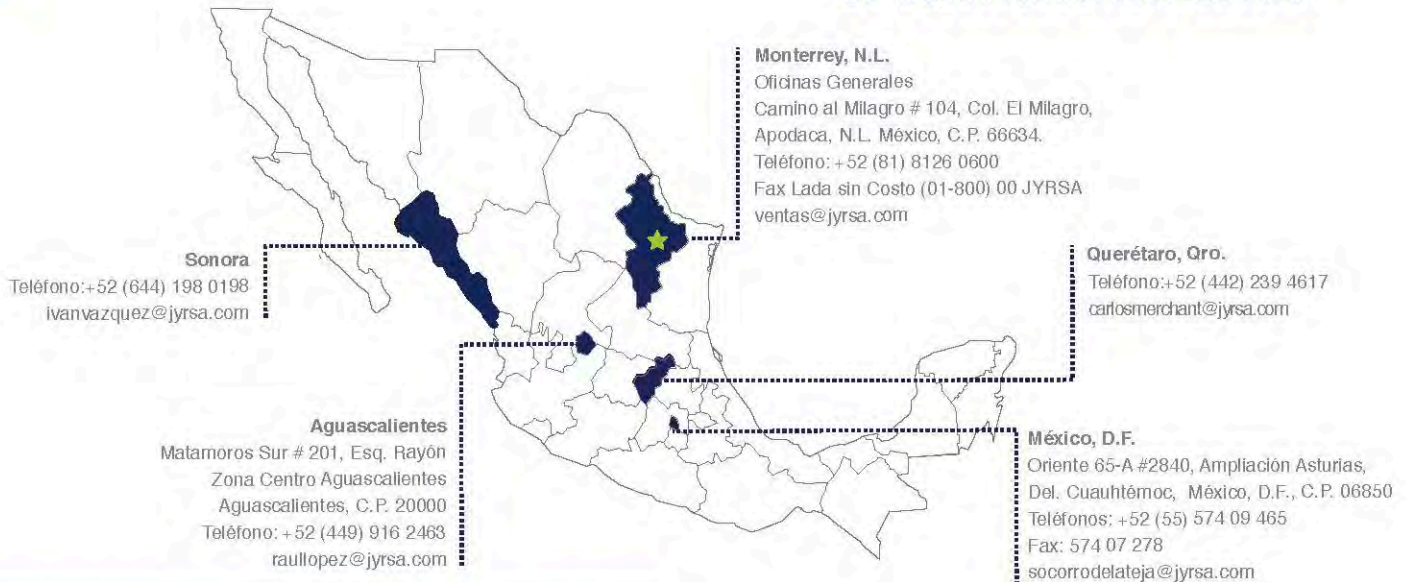 Monterrey, N.L.
Oficinas Generales
Camino al Milagro # 104, Col. El Milagro,
Apodaca, N.L. México, C.P. 66634.
Teléfono: +52 (81) 8126 0600
Fax Lada sin Costo (01-800) 00 JYRSA
ventas@jyrsa.com
Sonora
Teléfono:+52 (644) 198 0198
ivanvazquez@jyrsa.com
Querétaro, Qro.
Teléfono:+52 (442) 239 4617
carlosmerchant@jyrsa.com
Aguascalientes
Matamoros Sur # 201, Esq. Rayón
Zona Centro Aguascalientes
Aguascalientes, C.P. 20000
Teléfono: +52 (449) 916 2463
raullopez@jyrsa.com
México, D.F.
Oriente 65-A #2840, Ampliación Asturias,
Del. Cuauhtémoc, México, D.F., C.P. 06850
Teléfonos: +52 (55) 574 09 465
Fax: 574 07 278
socorrodelateja@jyrsa.com